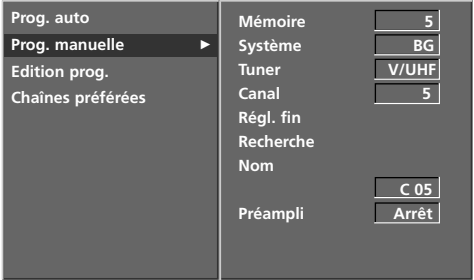 Prog. auto
Prog. manuelle ►
Edition prog.
Chaînes préférées
Mémoire 5
Système BG
Tuner V/UHF
Canal 5
Régl. fin
Recherche
Nom
C 05
Préampli Arrêt